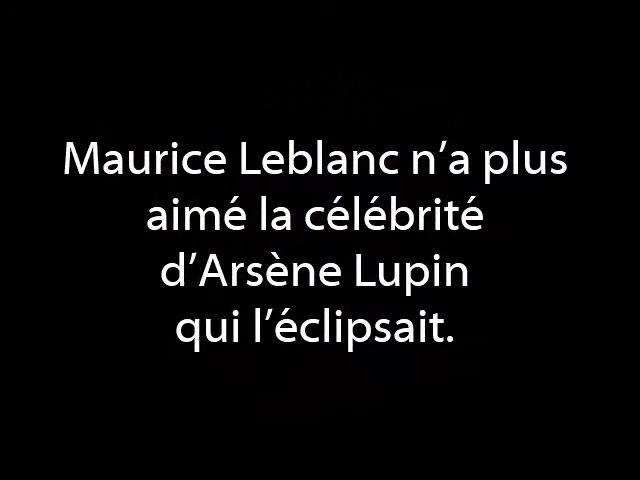 Maurice Leblanc n’a plus
aimé la célébrité
d’Arsène Lupin
qui l’éclipsait.